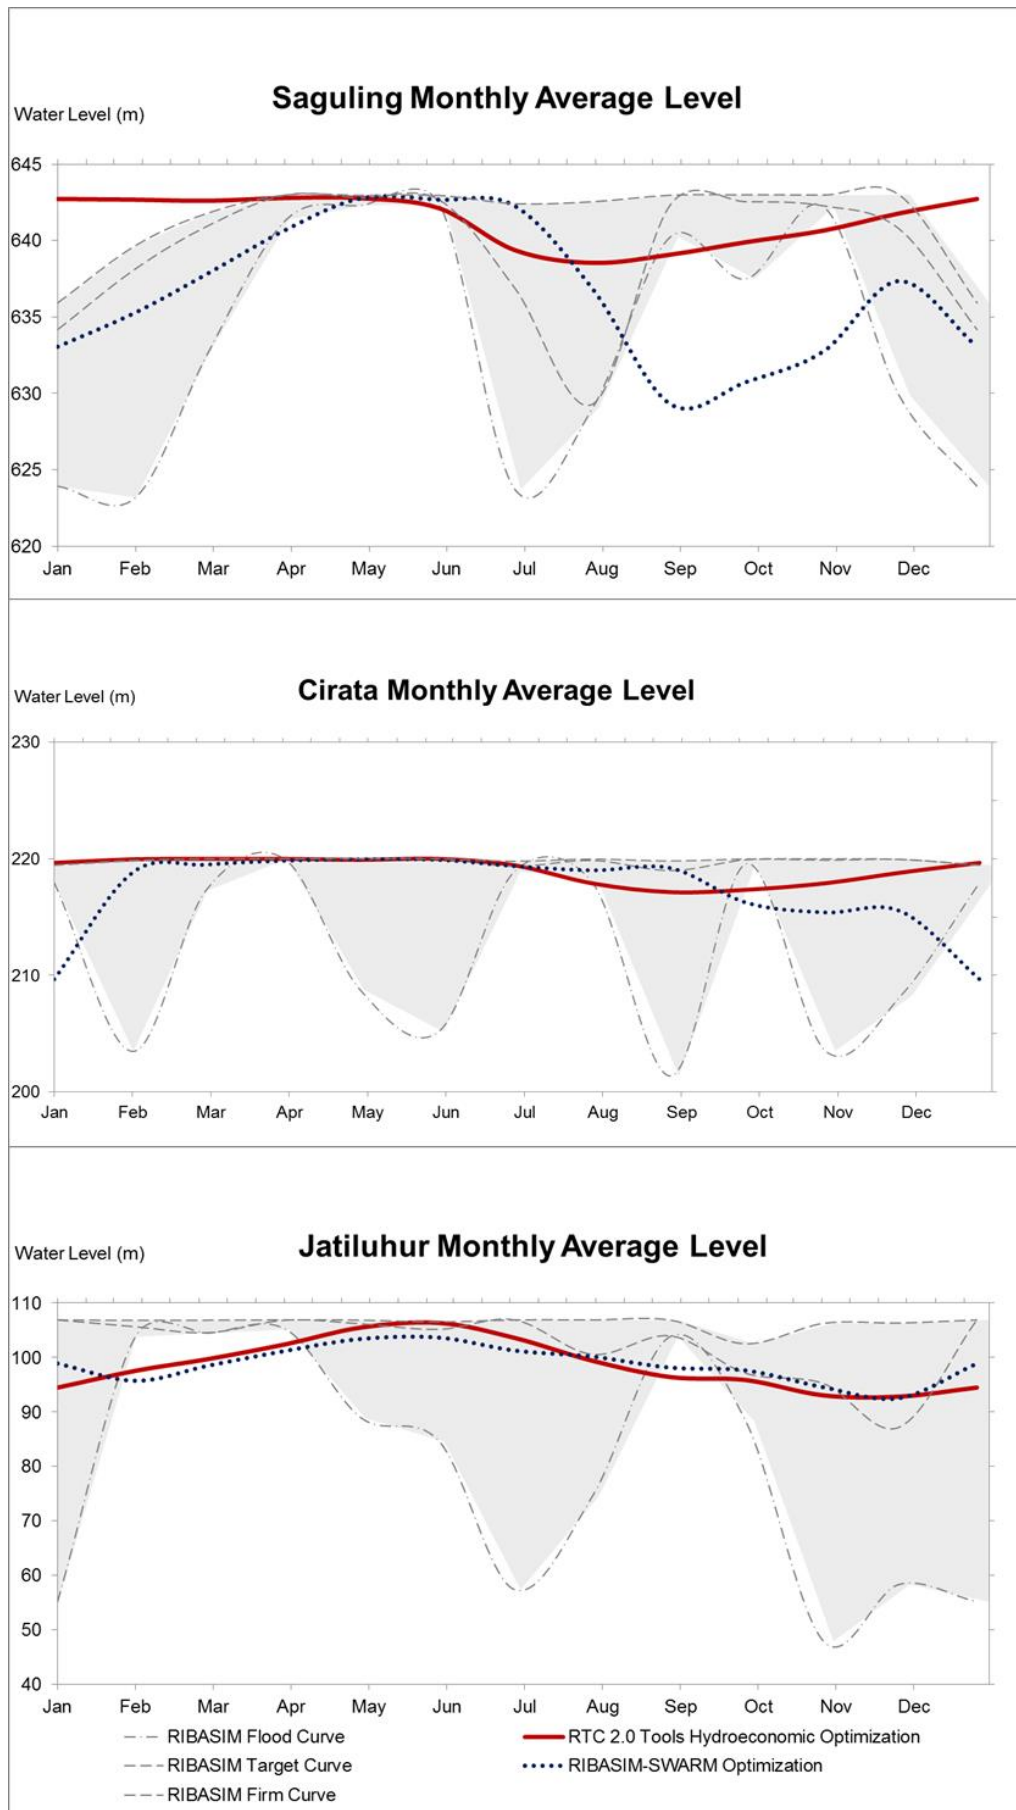 Saguling Monthly Average Level
Water Level (m)
645
640
635
630
625
620
Jan Feb Mar Apr May Jun Jul Aug Sep Oct Nov Dec
Cirata Monthly Average Level
Water Level (m)
230
220
210
200
Jan Feb Mar Apr May Jun Jul Aug Sep Oct Nov Dec
Jatiluhur Monthly Average Level
Water Level (m)
110
100
90
80
70
60
50
40
Jan Feb Mar Apr May Jun Jul Aug Sep Oct Nov Dec
RIBASIM Flood Curve
RTC 2.0 Tools Hydroeconomic Optimization
RIBASIM Target Curve
RIBASIM-SWARM Optimization
RIBASIM Firm Curve